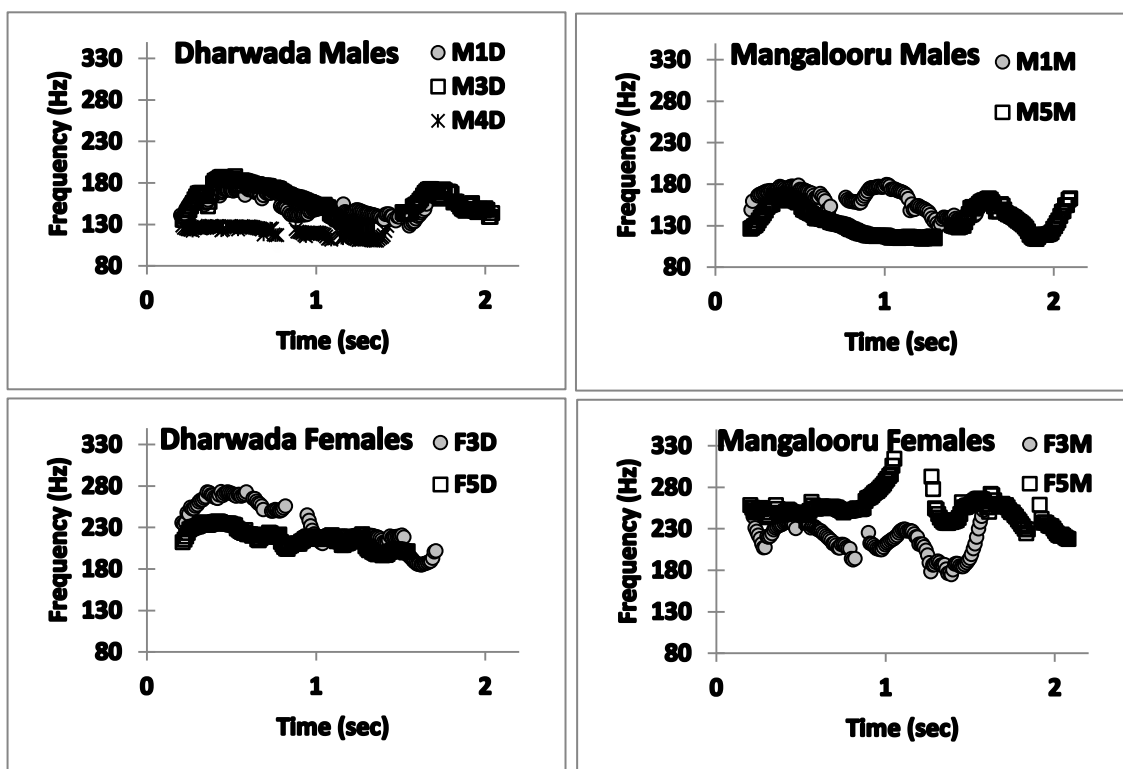 Dharwada Males
M1D
M3D
M4D
Frequency (Hz)
330
280
230
180
130
80
0 1 2
Time (sec)
Mangalooru Males
M1M
M5M
Frequency (Hz)
330
280
230
180
130
80
0 1 2
Time (sec)
Dharwada Females
F3D
F5D
Frequency (Hz)
330
280
230
180
130
80
0 1 2
Time (sec)
Mangalooru Females
F3M
F5M
Frequency (Hz)
330
280
230
180
130
80
0 1 2
Time (sec)